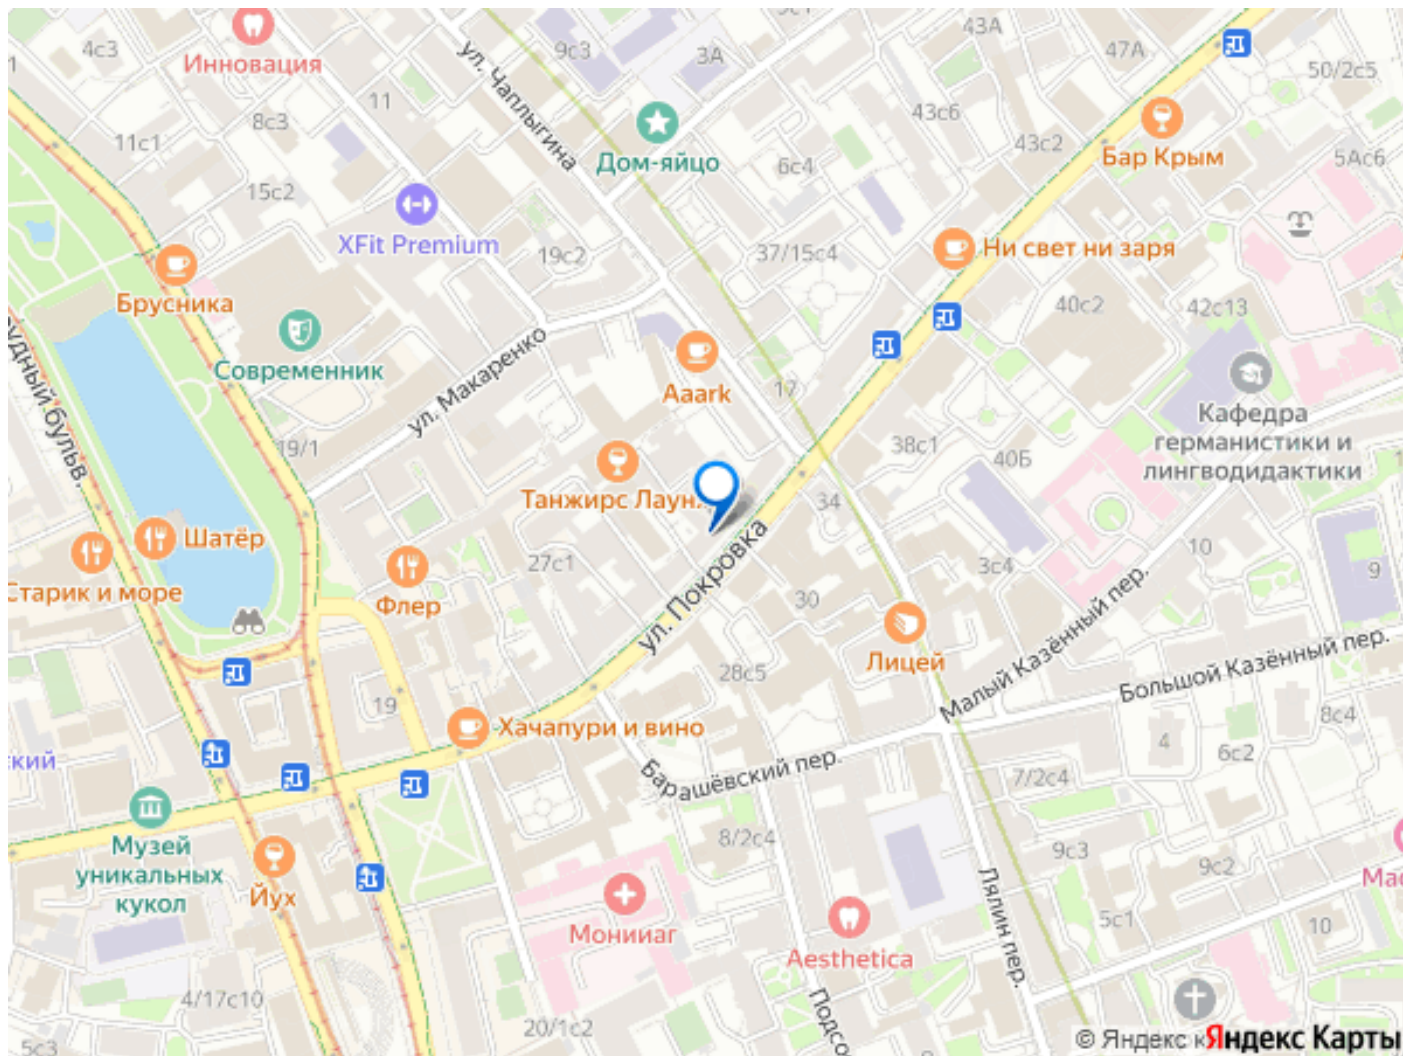 4с3
Инновация
11
8с3
11с1
15с2
ул. Чаплыгина
9с3
3А
43А
47А
50/2с5
Дом-яйцо
6с4
43с6
43с2
Бар Крым
5Ас6
XFit Premium
19с2
37/15с4
Ни свет ни заря
Брусника
40с2
42с13
Современник
ул. Макаренко
Aaark
17
Кафедра
германистики и
лингводидактики
38с1
40Б
19/1
Танжирс Лаунж
34
Шатёр
Старик и море
Флер
27с1
ул. Покровка
30
3с4
10
9
Лицей
Малый Казённый пер.
Большой Казённый пер.
28с5
19
Хачапури и вино
Барашёвский пер.
4
6с2
8с4
7/2с4
Музей
уникальных
кукол
Йух
8/2с4
9с3
9с2
Монииаг
Aesthetica
Лялин пер.
5с1
10
4/17с10
20/1с2
5с3
© Яндекс к
Яндекс Карты